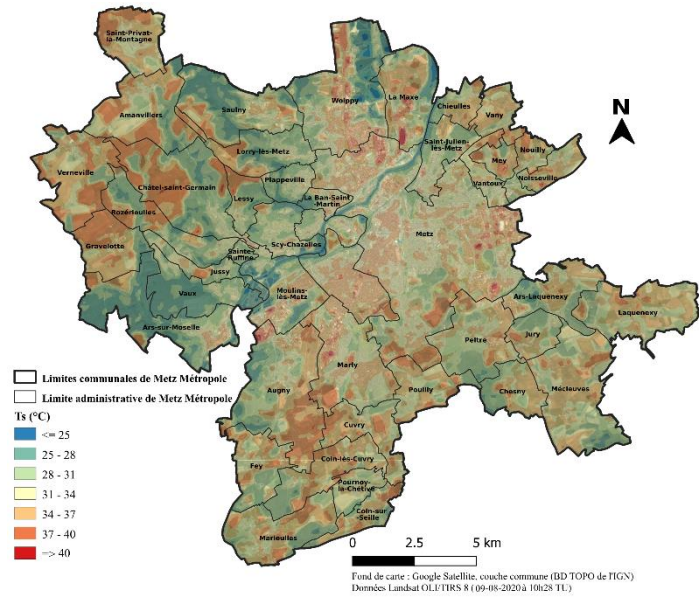 Saint-Privat-
la-Montagne
Woippy
La Maxe
Amanvillers
Saulny
Chieulles
Vany
Saint-Julien-
lès-Metz
Lorry-lès-Metz
Nouilly
Mey
Noisseville
Verneville
Châtel-saint-Germain
Plappeville
Vantoux
Lessy
La Ban-Saint
-Martin
Rozérieulles
Metz
Gravelotte
Scy-Chazelles
Sainte-
Ruffine
Jussy
Vaux
Moulins-
lès-Metz
Ars-Laquenexy
Laquenexy
Ars-sur-Moselle
Peltre
Jury
Marly
Augny
Pouilly
Chesny
Mécleuves
Cuvry
Coin-lès-Cuvry
Fey
Pournoy-
la-Chétive
Coin-sur
-Seille
Marieulles
N
Limites communales de Metz Métropole
Limite administrative de Metz Métropole
Ts (°C)
<= 25
25 - 28
28 - 31
31 - 34
34 - 37
37 - 40
=> 40
0 2.5 5 km
Fond de carte : Google Satellite, couche commune (BD TOPO de l'IGN)
Données Landsat OLI/TIRS 8 ( 09-08-2020 à 10h28 TU)